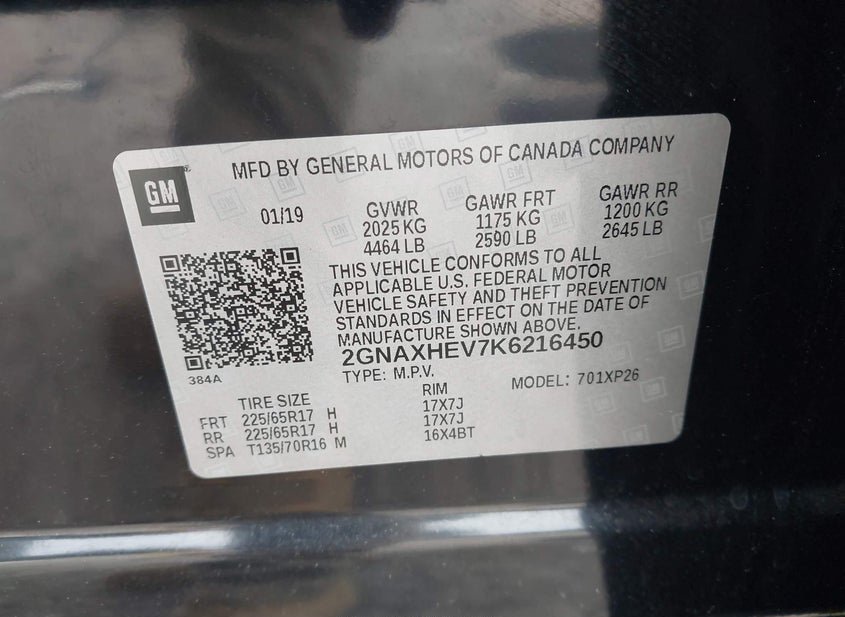 MFD BY GENERAL MOTORS OF CANADA COMPANY
GM
01/19
GVWR
2025 KG
4464 LB
GAWR FRT
1175 KG
2590 LB
GAWR RR
1200 KG
2645 LB
THIS VEHICLE CONFORMS TO ALL
APPLICABLE U.S. FEDERAL MOTOR
VEHICLE SAFETY AND THEFT PREVENTION
STANDARDS IN EFFECT ON THE DATE OF
MANUFACTURE SHOWN ABOVE.
2GNAXHEV7K6216450
384A
TYPE: M.P.V.
MODEL: 701XP26
TIRE SIZE RIM
FRT 225/65R17 H 17X7J
RR 225/65R17 H 17X7J
SPA T135/70R16 M 16X4BT